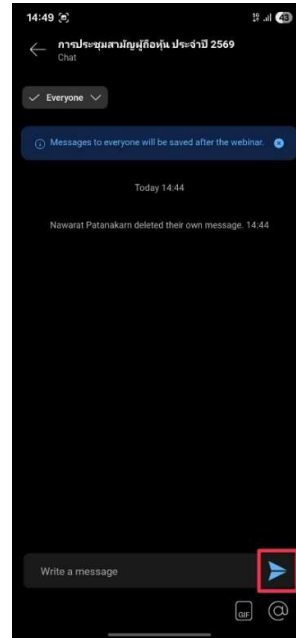 14:49
43
การประชุมสามัญผู้ถือหุ้น ประจำปี 2569
Chat
Everyone
Messages to everyone will be saved after the webinar.
Today 14:44
Nawarat Patanakarn deleted their own message. 14:44
Write a message
GIF @